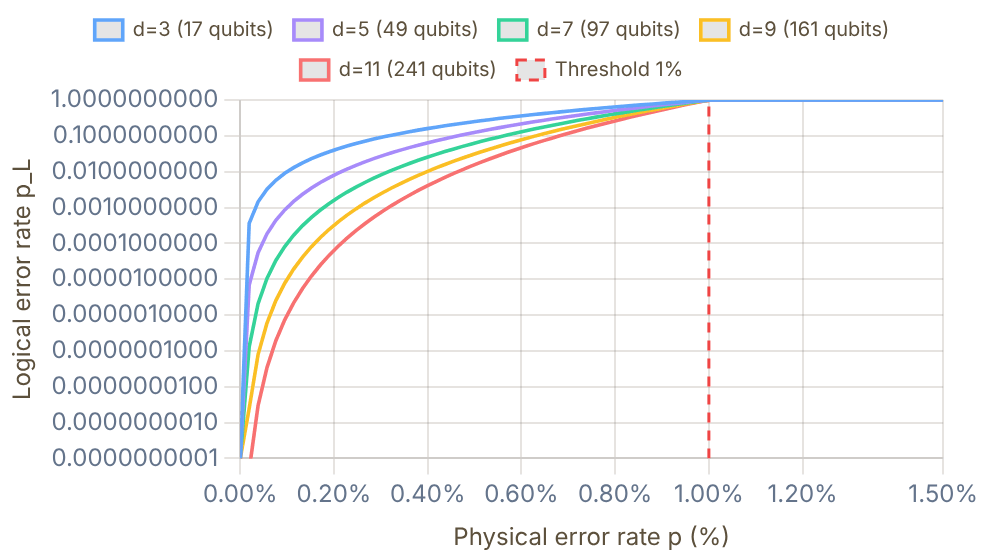 d=3 (17 qubits) d=5 (49 qubits) d=7 (97 qubits) d=9 (161 qubits)
d=11 (241 qubits) Threshold 1%
Logical error rate p_L
1.0000000000
0.1000000000
0.0100000000
0.0010000000
0.0001000000
0.0000100000
0.0000010000
0.0000001000
0.0000000100
0.0000000010
0.0000000001
0.00% 0.20% 0.40% 0.60% 0.80% 1.00% 1.20% 1.50%
Physical error rate p (%)